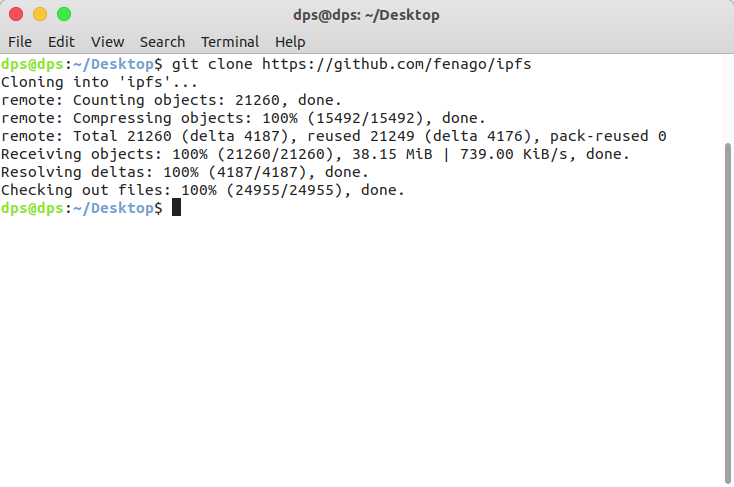 dps@dps: ~/Desktop
File Edit View Search Terminal Help
dps@dps:~/Desktop$ git clone https://github.com/fenago/ipfs
Cloning into 'ipfs'...
remote: Counting objects: 21260, done.
remote: Compressing objects: 100% (15492/15492), done.
remote: Total 21260 (delta 4187), reused 21249 (delta 4176), pack-reused 0
Receiving objects: 100% (21260/21260), 38.15 MiB | 739.00 KiB/s, done.
Resolving deltas: 100% (4187/4187), done.
Checking out files: 100% (24955/24955), done.
dps@dps:~/Desktop$